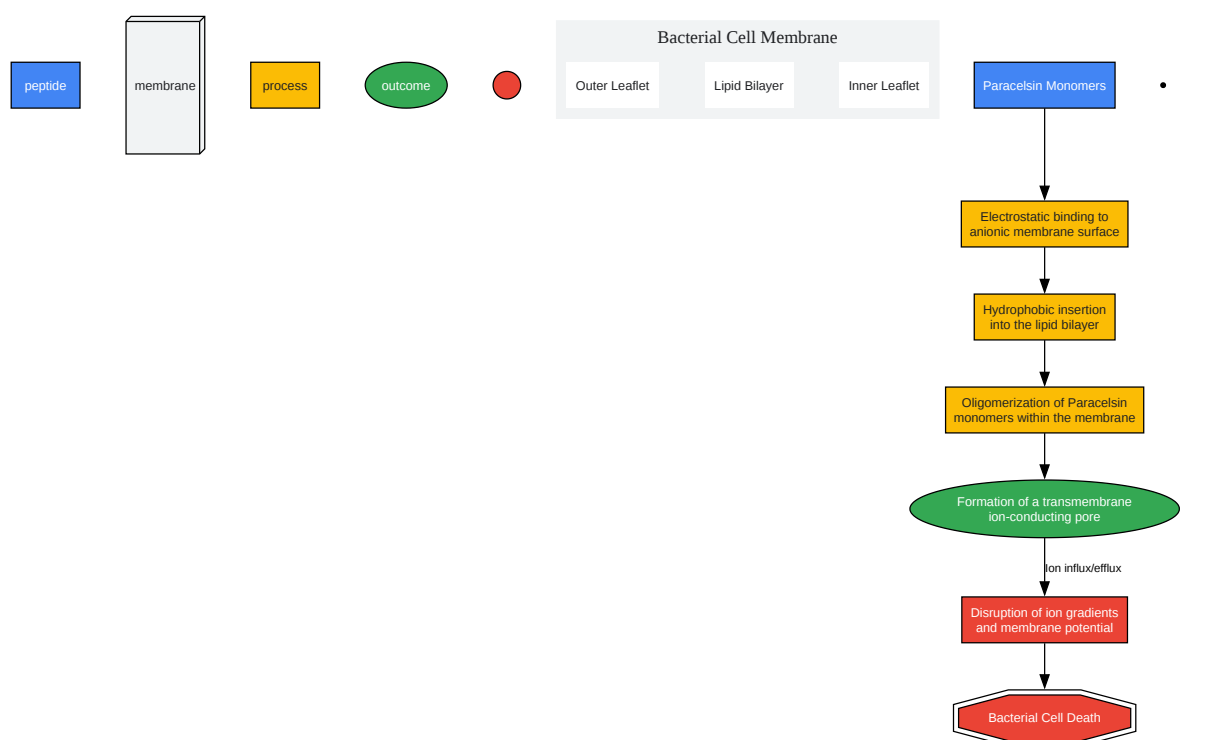 Bacterial Cell Membrane
peptide
membrane
process
outcome
Outer Leaflet
Lipid Bilayer
Inner Leaflet
Paracelsin Monomers
Electrostatic binding to
anionic membrane surface
Hydrophobic insertion
into the lipid bilayer
Oligomerization of Paracelsin
monomers within the membrane
Formation of a transmembrane
ion-conducting pore
Ion influx/efflux
Disruption of ion gradients
and membrane potential
Bacterial Cell Death